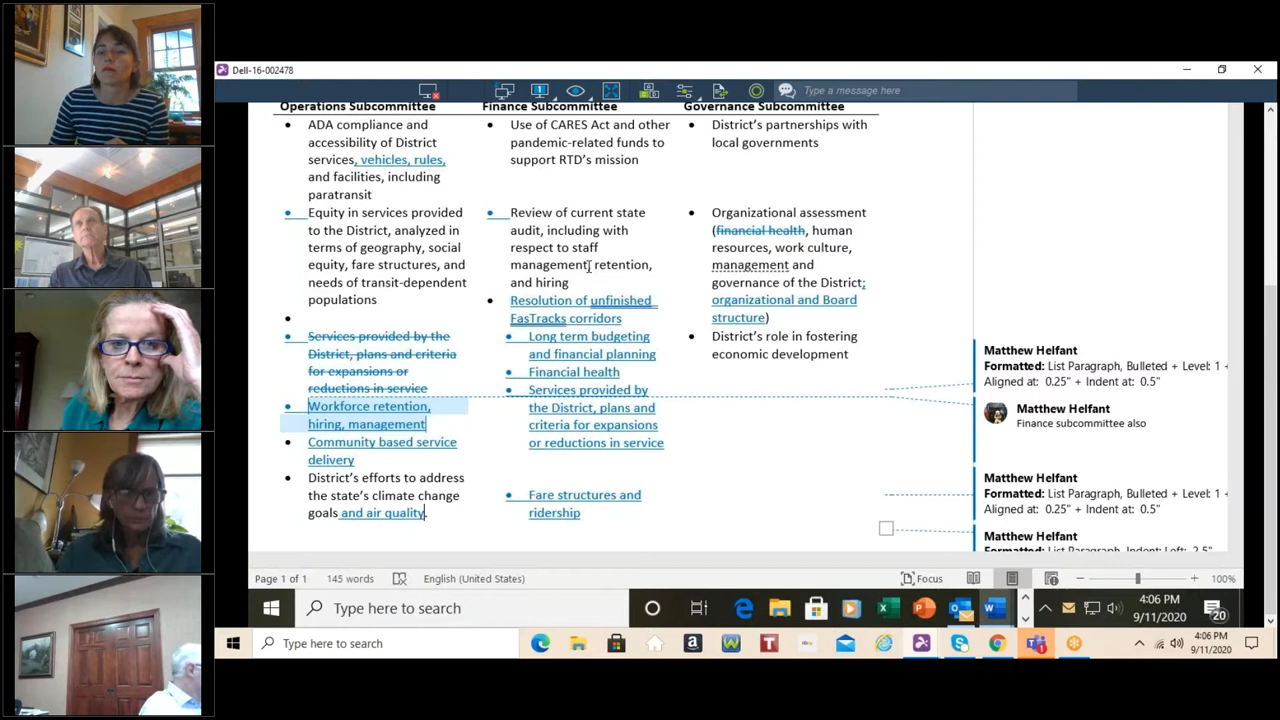 Dell-16-002478
Type a message here
Operations Subcommittee
Finance Subcommittee
Governance Subcommittee
ADA compliance and
accessibility of District
services, vehicles, rules,
and facilities, including
paratransit
Equity in services provided
to the District, analyzed in
terms of geography, social
equity, fare structures, and
needs of transit-dependent
populations
Services provided by the
District, plans and criteria
for expansions or
reductions in service
Workforce retention,
hiring, management
Community based service
delivery
District's efforts to address
the state's climate change
goals and air quality.
Use of CARES Act and other
pandemic-related funds to
support RTD's mission
Review of current state
audit, including with
respect to staff
management, retention,
and hiring
Resolution of unfinished
FasTracks corridors
Long term budgeting
and financial planning
Financial health
Services provided by
the District, plans and
criteria for expansions
or reductions in service
Fare structures and
ridership
District's partnerships with
local governments
Organizational assessment
(financial health, human
resources, work culture,
management and
governance of the District;
organizational and Board
structure)
District's role in fostering
economic development
Matthew Helfant
Formatted: List Paragraph, Bulleted + Level: 1 +
Aligned at: 0.25" + Indent at: 0.5"
Matthew Helfant
Finance subcommittee also
Matthew Helfant
Formatted: List Paragraph, Bulleted + Level: 1 +
Aligned at: 0.25" + Indent at: 0.5"
Matthew Helfant
Page 1 of 1
145 words
English (United States)
Focus
100%
Type here to search
4:06 PM
9/11/2020
20
Type here to search
4:06 PM
9/11/2020